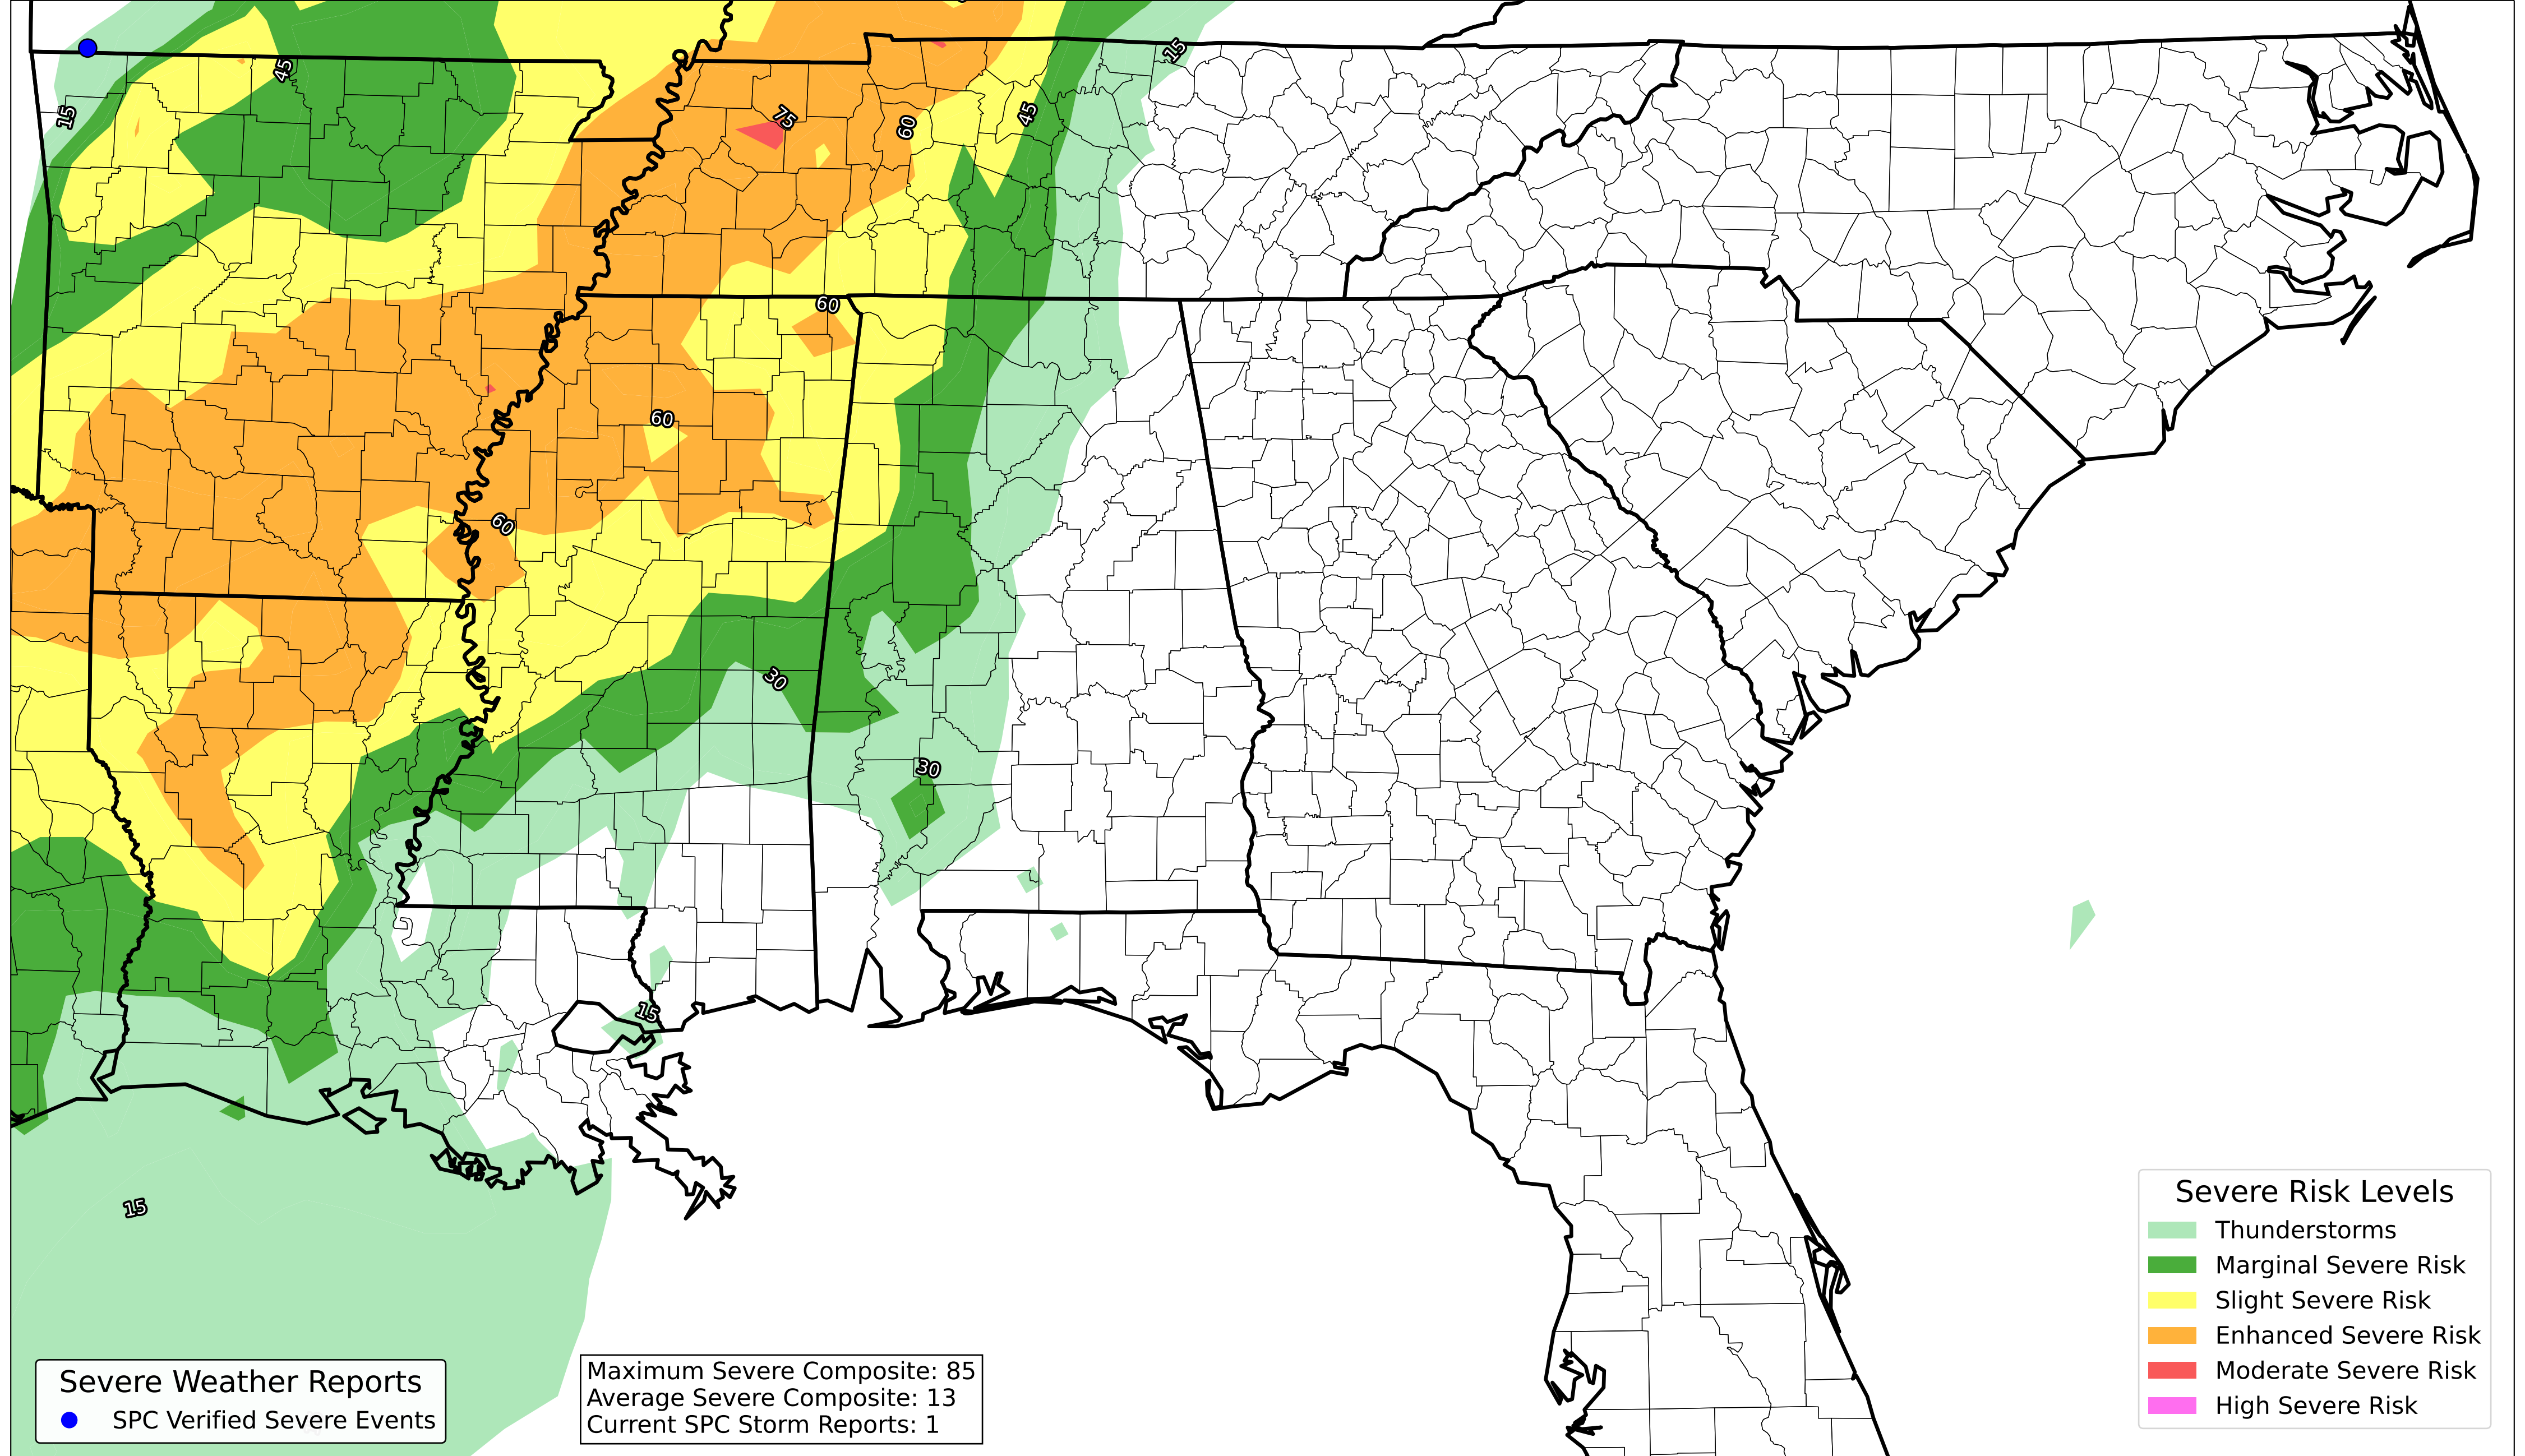 15
45
15
75
60
45
60
60
60
30
30
15
15
Severe Risk Levels
Thunderstorms
Marginal Severe Risk
Slight Severe Risk
Enhanced Severe Risk
Moderate Severe Risk
High Severe Risk
Severe Weather Reports
SPC Verified Severe Events
Maximum Severe Composite: 85
Average Severe Composite: 13
Current SPC Storm Reports: 1